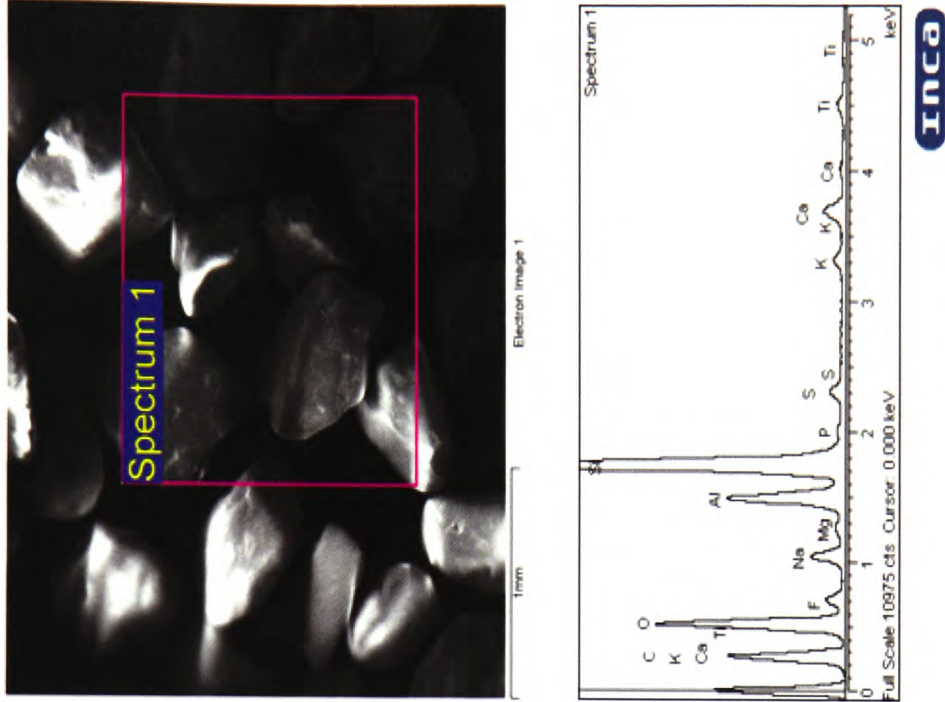 Spectrum 1
1mm
Electron Image 1
Spectrum 1
C
O
K
Ca
Ti
F
Na
Mg
Al
Si
P
S
S
K
K
Ca
Ca
Ti
Ti
0 1 2 3 4 5
Full Scale 10975 cts Cursor: 0.000 keV keV
Inca